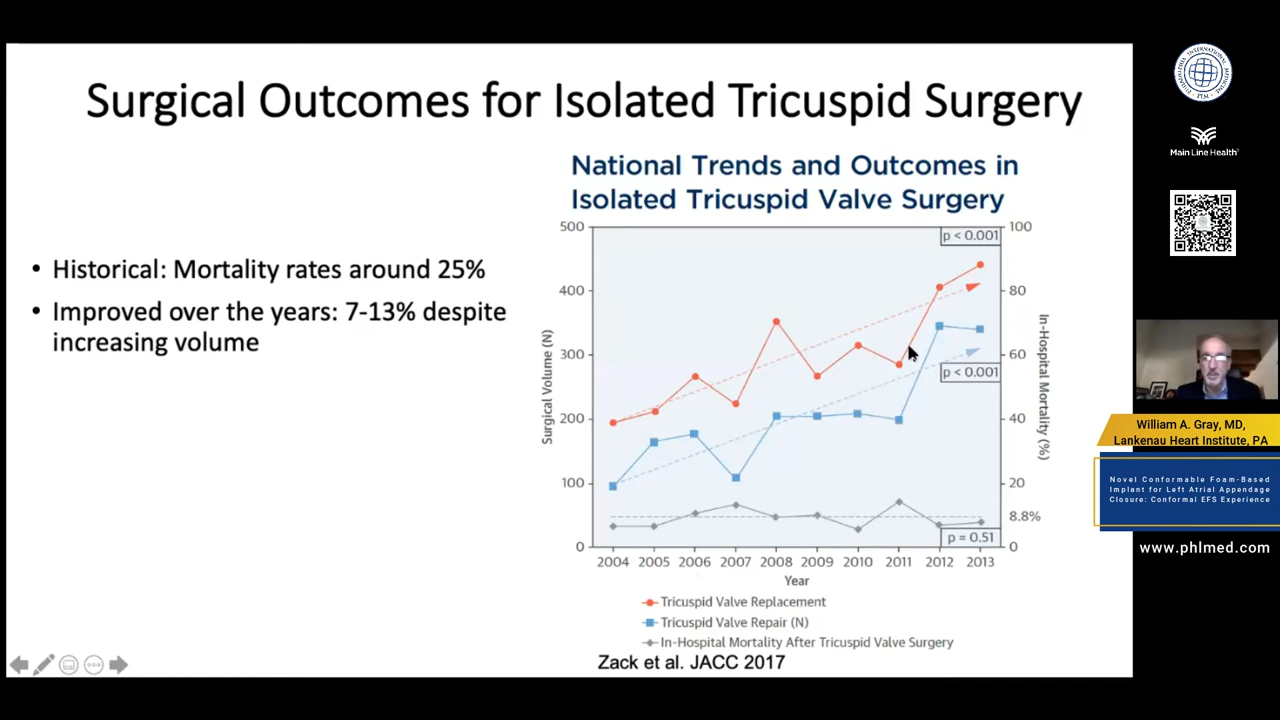 Surgical Outcomes for Isolated Tricuspid Surgery
• Historical: Mortality rates around 25%
• Improved over the years: 7-13% despite
increasing volume
National Trends and Outcomes in
Isolated Tricuspid Valve Surgery
500
400
300
200
100
0
Surgical Volume (N)
100
80
60
40
20
8.8%
0
In-Hospital Mortality (%)
p < 0.001
p < 0.001
p = 0.51
2004 2005 2006 2007 2008 2009 2010 2011 2012 2013
Year
Tricuspid Valve Replacement
Tricuspid Valve Repair (N)
In-Hospital Mortality After Tricuspid Valve Surgery
Zack et al. JACC 2017
Main Line Health®
William A. Gray, MD,
Lankenau Heart Institute, PA
Novel Conformable Foam-Based
Implant for Left Atrial Appendage
Closure: Conformal EFS Experience
www.phlmed.com